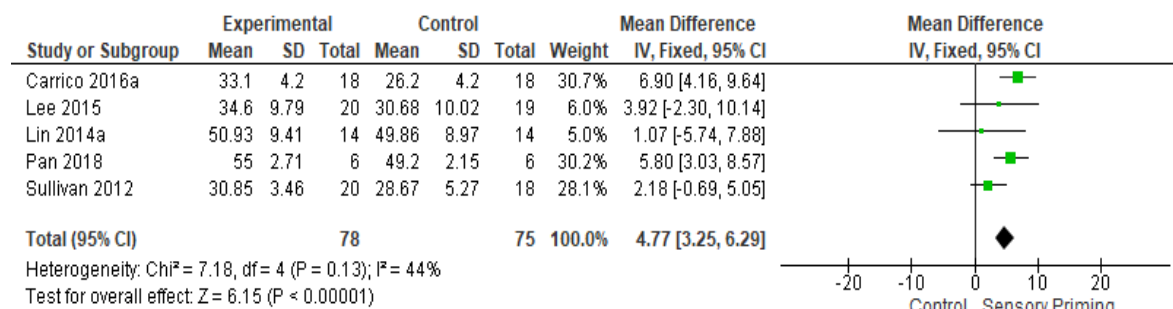 Experimental Control Mean Difference Mean Difference
Study or Subgroup Mean SD Total Mean SD Total Weight IV, Fixed, 95% CI IV, Fixed, 95% CI
Carrico 2016a 33.1 4.2 18 26.2 4.2 18 30.7% 6.90 [4.16, 9.64]
Lee 2015 34.6 9.79 20 30.68 10.02 19 6.0% 3.92 [-2.30, 10.14]
Lin 2014a 50.93 9.41 14 49.86 8.97 14 5.0% 1.07 [-5.74, 7.88]
Pan 2018 55 2.71 6 49.2 2.15 6 30.2% 5.80 [3.03, 8.57]
Sullivan 2012 30.85 3.46 20 28.67 5.27 18 28.1% 2.18 [-0.69, 5.05]
Total (95% CI) 78 75 100.0% 4.77 [3.25, 6.29]
Heterogeneity: Chi² = 7.18, df = 4 (P = 0.13); I² = 44%
Test for overall effect: Z = 6.15 (P < 0.00001)
-20 -10 0 10 20
Control Sensory Priming